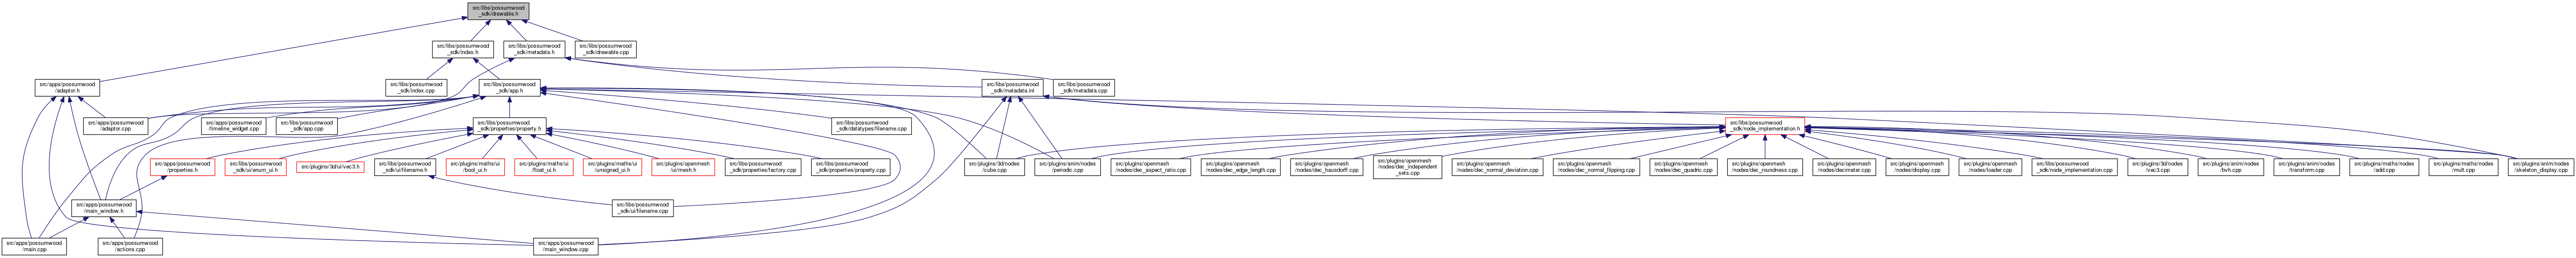 src/libs/possumwood
_sdk/drawable.h
src/libs/possumwood
_sdk/index.h
src/libs/possumwood
_sdk/metadata.h
src/libs/possumwood
_sdk/drawable.cpp
src/apps/possumwood
/adaptor.h
src/libs/possumwood
_sdk/index.cpp
src/libs/possumwood
_sdk/app.h
src/libs/possumwood
_sdk/metadata.inl
src/libs/possumwood
_sdk/metadata.cpp
src/apps/possumwood
/adaptor.cpp
src/apps/possumwood
/timeline_widget.cpp
src/libs/possumwood
_sdk/app.cpp
src/libs/possumwood
_sdk/properties/property.h
src/libs/possumwood
_sdk/datatypes/filename.cpp
src/libs/possumwood
_sdk/node_implementation.h
src/apps/possumwood
/properties.h
src/libs/possumwood
_sdk/ui/enum_ui.h
src/plugins/3d/ui/vec3.h
src/libs/possumwood
_sdk/ui/filename.h
src/plugins/maths/ui
/bool_ui.h
src/plugins/maths/ui
/float_ui.h
src/plugins/maths/ui
/unsigned_ui.h
src/plugins/openmesh
/ui/mesh.h
src/libs/possumwood
_sdk/properties/factory.cpp
src/libs/possumwood
_sdk/properties/property.cpp
src/plugins/3d/nodes
/cube.cpp
src/plugins/anim/nodes
/periodic.cpp
src/plugins/openmesh
/nodes/dec_aspect_ratio.cpp
src/plugins/openmesh
/nodes/dec_edge_length.cpp
src/plugins/openmesh
/nodes/dec_hausdorff.cpp
src/plugins/openmesh
/nodes/dec_independent
_sets.cpp
src/plugins/openmesh
/nodes/dec_normal_deviation.cpp
src/plugins/openmesh
/nodes/dec_normal_flipping.cpp
src/plugins/openmesh
/nodes/dec_quadric.cpp
src/plugins/openmesh
/nodes/dec_roundness.cpp
src/plugins/openmesh
/nodes/decimater.cpp
src/plugins/openmesh
/nodes/display.cpp
src/plugins/openmesh
/nodes/loader.cpp
src/libs/possumwood
_sdk/node_implementation.cpp
src/plugins/3d/nodes
/vec3.cpp
src/plugins/anim/nodes
/bvh.cpp
src/plugins/anim/nodes
/transform.cpp
src/plugins/maths/nodes
/add.cpp
src/plugins/maths/nodes
/mult.cpp
src/plugins/anim/nodes
/skeleton_display.cpp
src/apps/possumwood
/main_window.h
src/libs/possumwood
_sdk/ui/filename.cpp
src/apps/possumwood
/main.cpp
src/apps/possumwood
/actions.cpp
src/apps/possumwood
/main_window.cpp